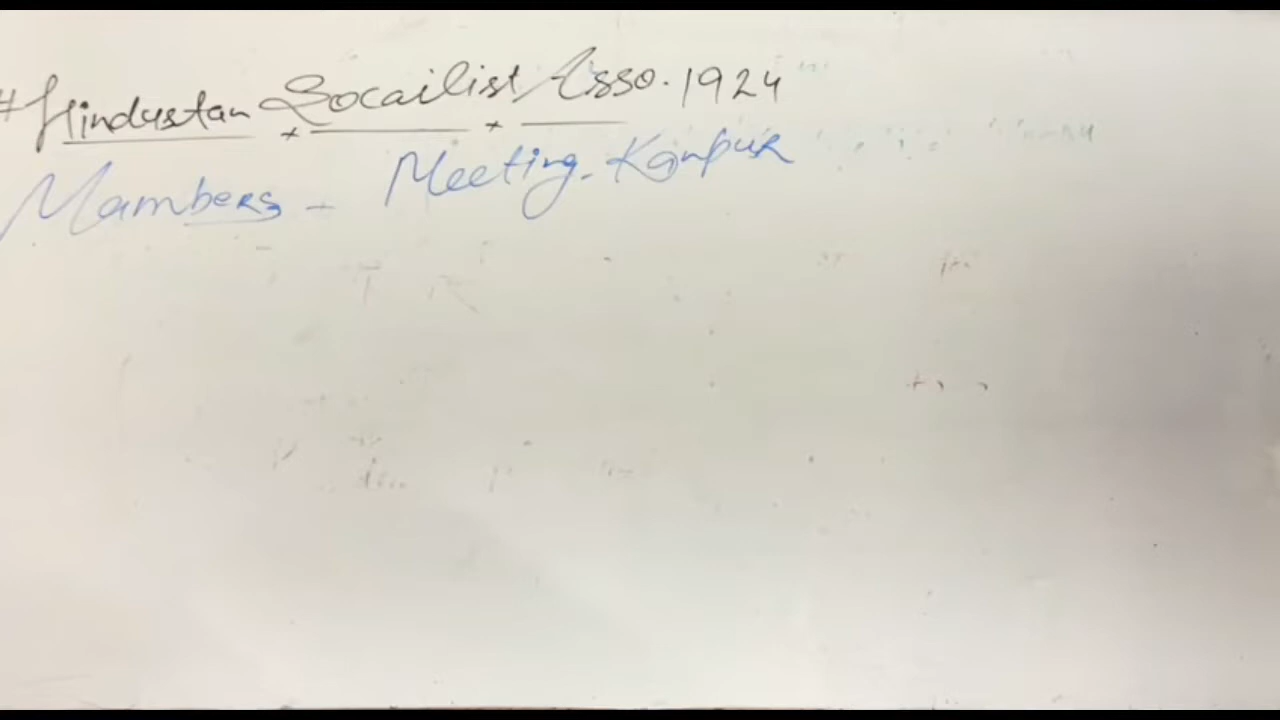 # Hindustan Socailist Asso. 1924
Mambers - Meeting. Kanpur